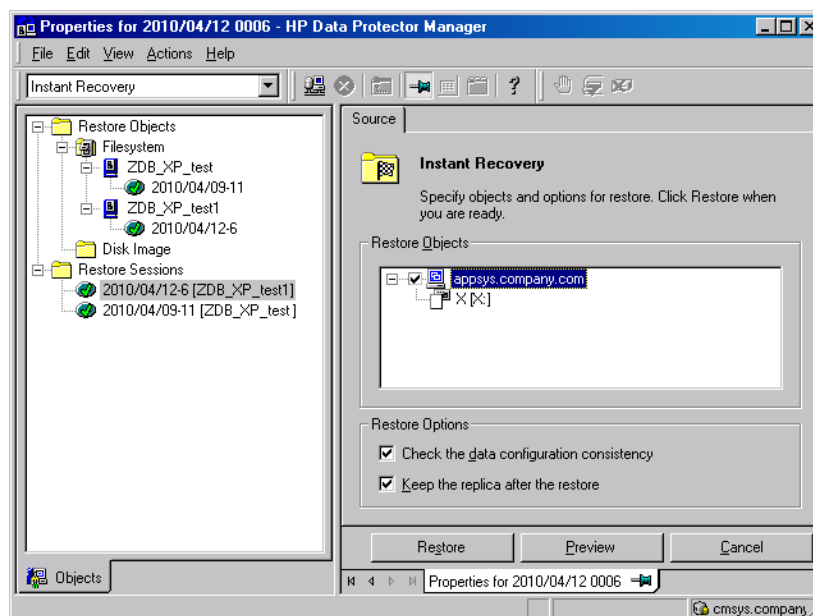 Properties for 2010/04/12 0006 - HP Data Protector Manager
File Edit View Actions Help
Instant Recovery
Restore Objects
Filesystem
ZDB_XP_test
2010/04/09-11
ZDB_XP_test1
2010/04/12-6
Disk Image
Restore Sessions
2010/04/12-6 [ZDB_XP_test1]
2010/04/09-11 [ZDB_XP_test]
Objects
Source
Instant Recovery
Specify objects and options for restore. Click Restore when
you are ready.
Restore Objects
appsys.company.com
X [X:]
Restore Options
Check the data configuration consistency
Keep the replica after the restore
Restore Preview Cancel
Properties for 2010/04/12 0006
cmsys.company